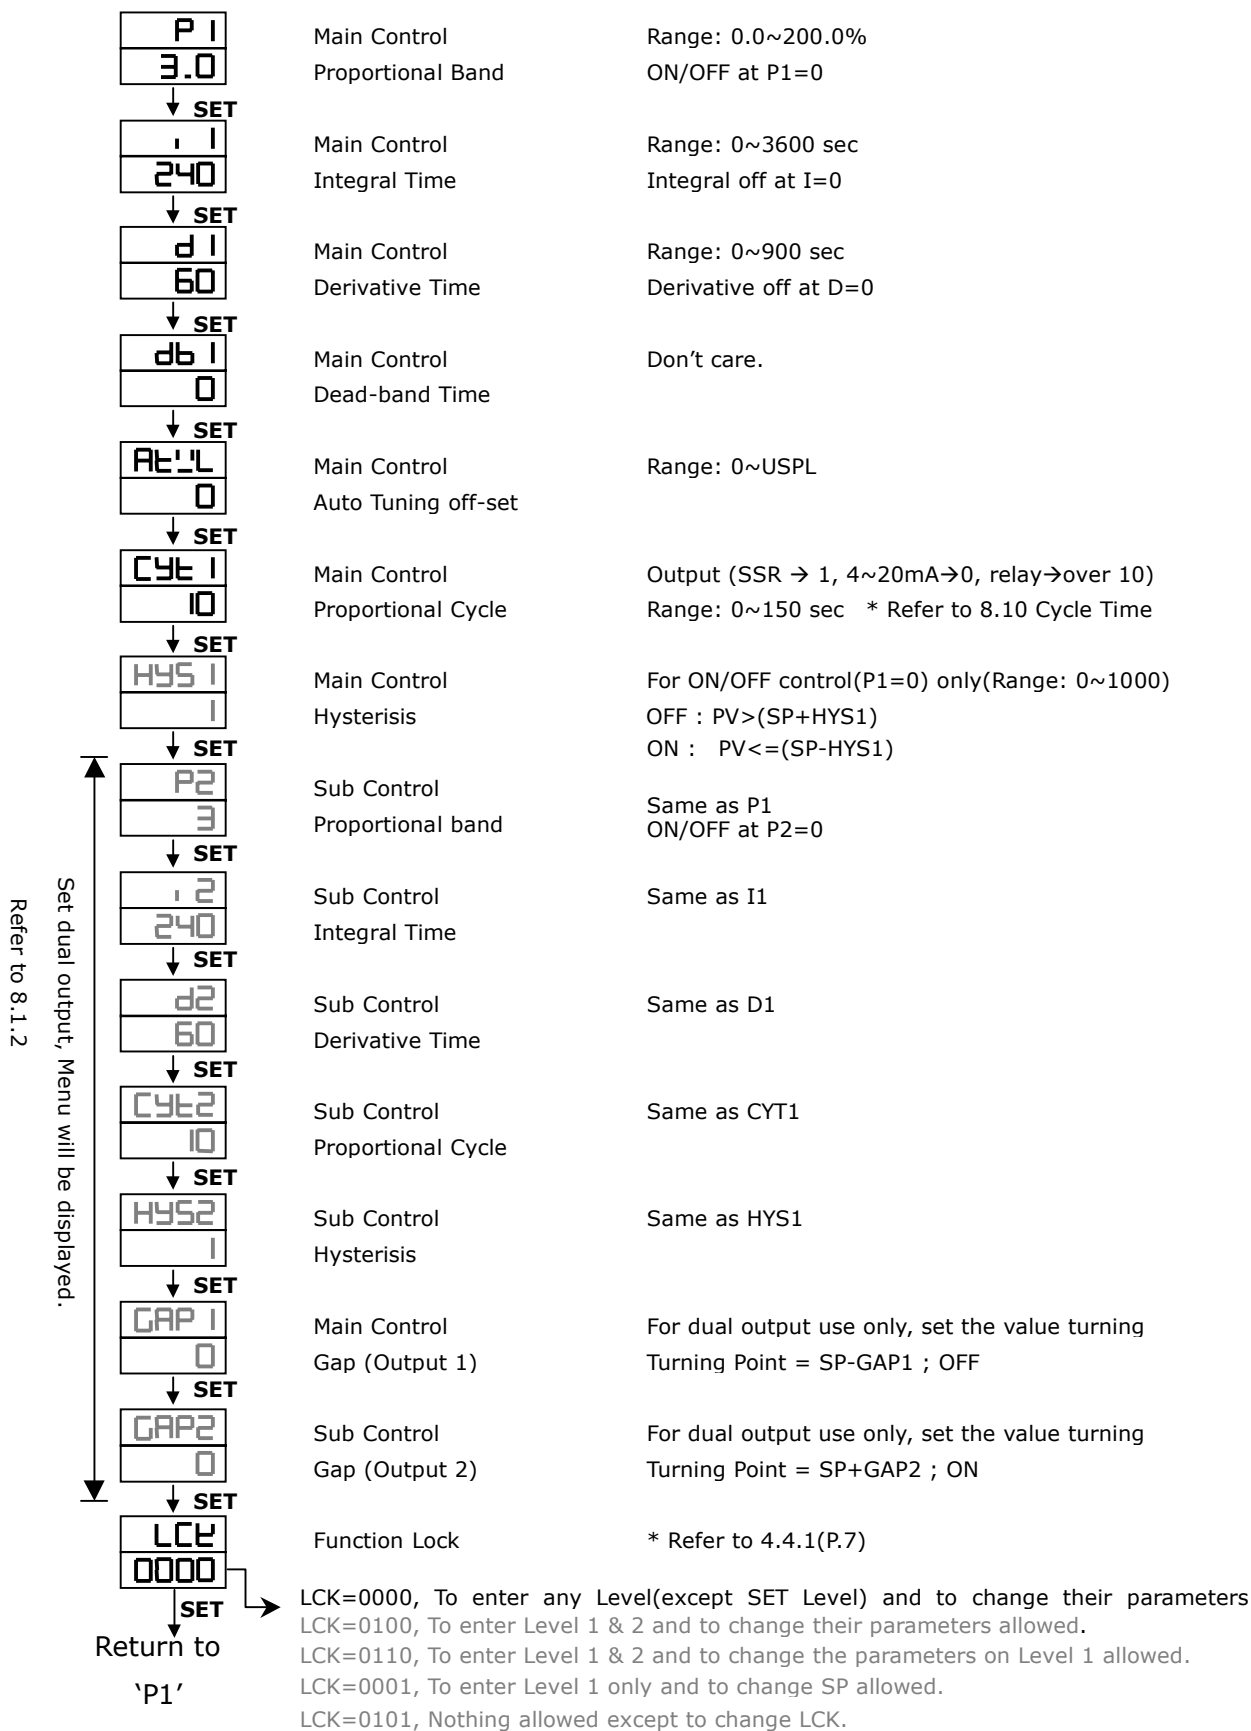 P1 Main Control Range: 0.0~200.0%
3.0 Proportional Band ON/OFF at P1=0
SET
i1 Main Control Range: 0~3600 sec
240 Integral Time Integral off at I=0
SET
d1 Main Control Range: 0~900 sec
60 Derivative Time Derivative off at D=0
SET
db1 Main Control Don’t care.
0 Dead-band Time
SET
AtVL Main Control Range: 0~USPL
0 Auto Tuning off-set
SET
CYt1 Main Control Output (SSR → 1, 4~20mA→0, relay→over 10)
10 Proportional Cycle Range: 0~150 sec * Refer to 8.10 Cycle Time
SET
HYS1 Main Control For ON/OFF control(P1=0) only(Range: 0~1000)
1 Hysterisis OFF : PV>(SP+HYS1)
SET ON : PV<=(SP-HYS1)
P2 Sub Control Same as P1
3 Proportional band ON/OFF at P2=0
SET
i2 Sub Control Same as I1
240 Integral Time
SET
d2 Sub Control Same as D1
60 Derivative Time
SET
CYt2 Sub Control Same as CYT1
10 Proportional Cycle
SET
HYS2 Sub Control Same as HYS1
1 Hysterisis
SET
GAP1 Main Control For dual output use only, set the value turning
0 Gap (Output 1) Turning Point = SP-GAP1 ; OFF
SET
GAP2 Sub Control For dual output use only, set the value turning
0 Gap (Output 2) Turning Point = SP+GAP2 ; ON
SET
Set dual output, Menu will be displayed.
Refer to 8.1.2
LCK Function Lock * Refer to 4.4.1(P.7)
0000
SET
Return to
‘P1’
LCK=0000, To enter any Level(except SET Level) and to change their parameters
LCK=0100, To enter Level 1 & 2 and to change their parameters allowed.
LCK=0110, To enter Level 1 & 2 and to change the parameters on Level 1 allowed.
LCK=0001, To enter Level 1 only and to change SP allowed.
LCK=0101, Nothing allowed except to change LCK.